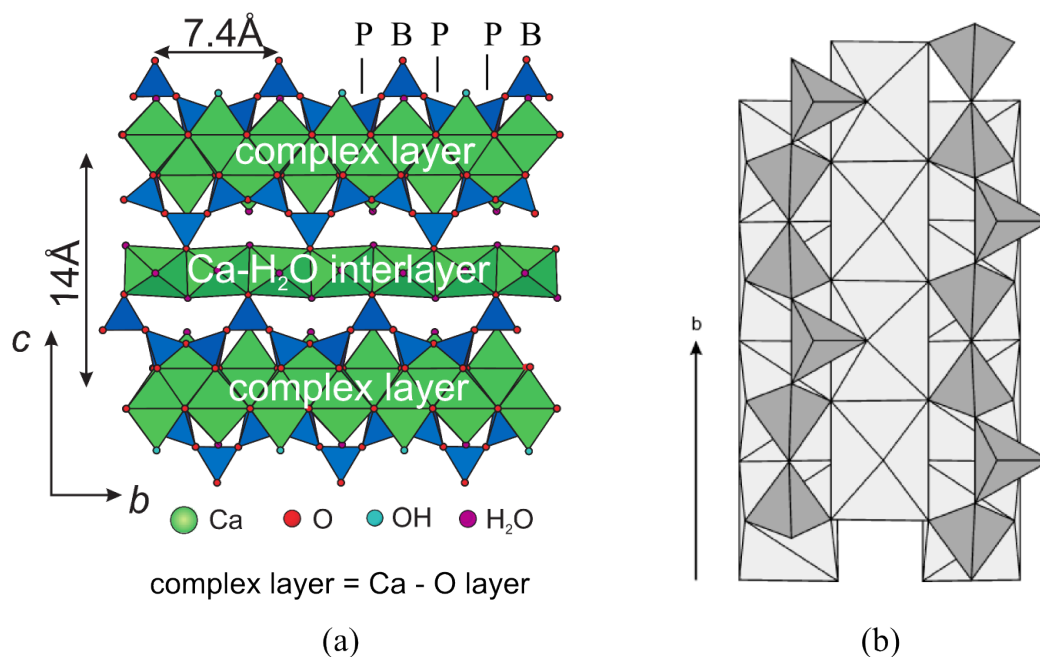 7.4Å P B P P B
complex layer
14Å
Ca-H₂O interlayer
c
complex layer
b
Ca O OH H₂O
complex layer = Ca - O layer
(a)
b
(b)